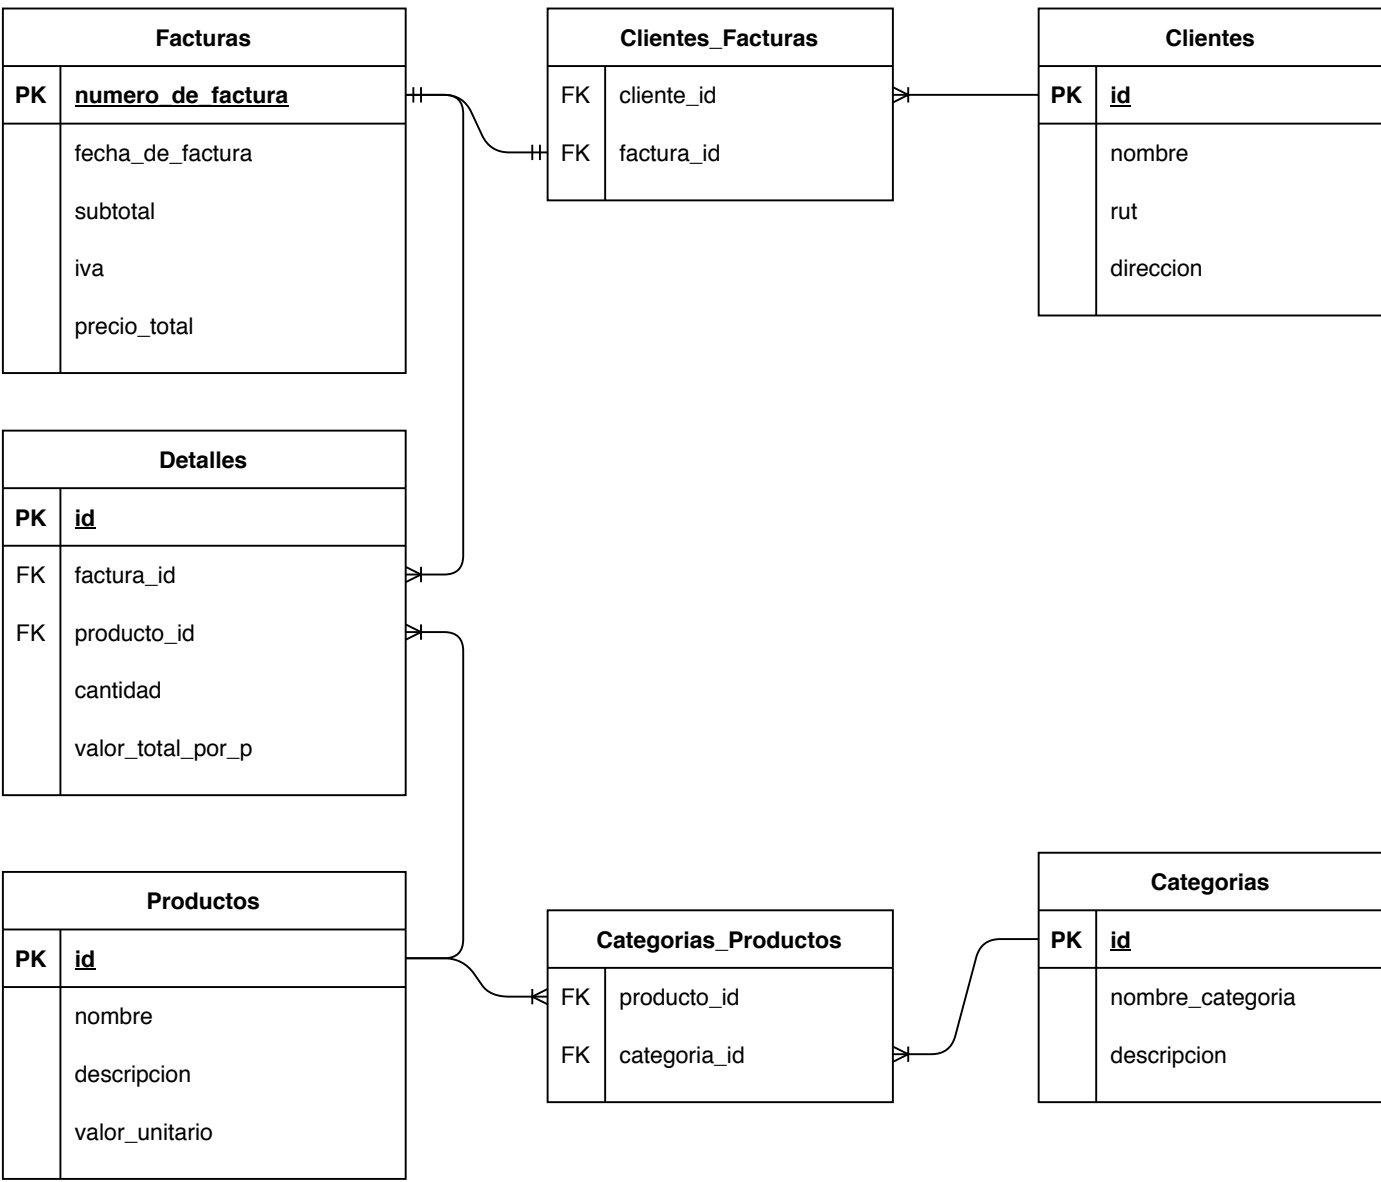 Facturas
PK numero_de_factura
fecha_de_factura
subtotal
iva
precio_total
Clientes_Facturas
FK cliente_id
FK factura_id
Clientes
PK id
nombre
rut
direccion
Detalles
PK id
FK factura_id
FK producto_id
cantidad
valor_total_por_p
Productos
PK id
nombre
descripcion
valor_unitario
Categorias_Productos
FK producto_id
FK categoria_id
Categorias
PK id
nombre_categoria
descripcion